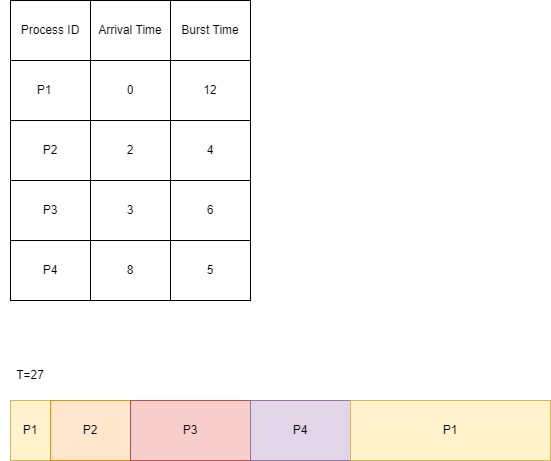 Process ID Arrival Time Burst Time
P1 0 12
P2 2 4
P3 3 6
P4 8 5
T=27
P1 P2 P3 P4 P1